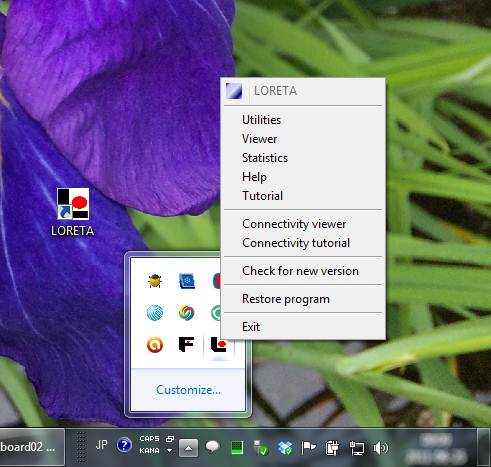 LORETA
Utilities
Viewer
Statistics
Help
Tutorial
Connectivity viewer
Connectivity tutorial
Check for new version
Restore program
Exit
LORETA
Customize...
board02
JP
?
CAPS
KANA